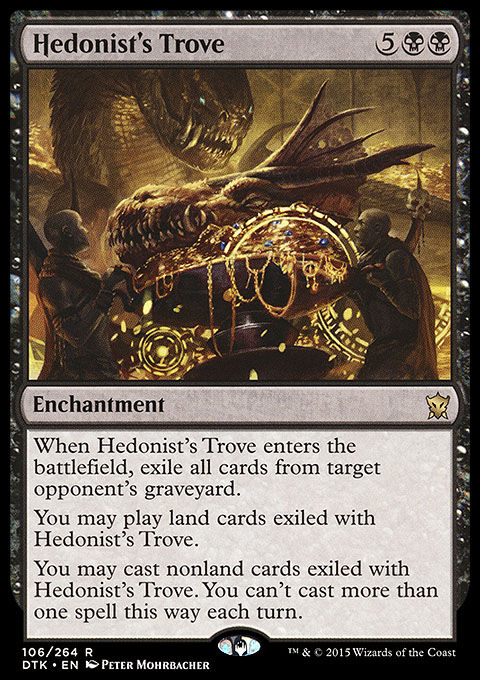 Hedonist's Trove 5
Enchantment
When Hedonist's Trove enters the
battlefield, exile all cards from target
opponent's graveyard.
You may play land cards exiled with
Hedonist's Trove.
You may cast nonland cards exiled with
Hedonist's Trove. You can't cast more than
one spell this way each turn.
106/264 R
DTK • EN Peter Mohrbacher
™ & © 2015 Wizards of the Coast